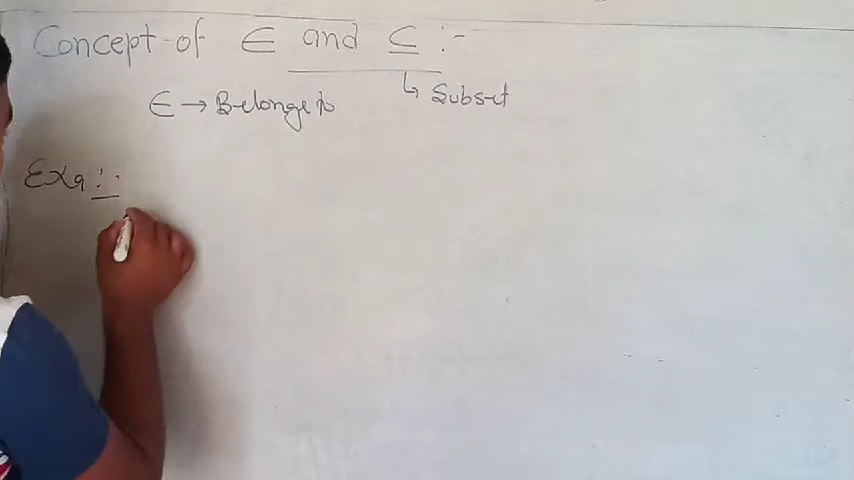 Concept of ∈ and ⊆ :-
∈ → Belongs to ↳ Subset
Exa :-